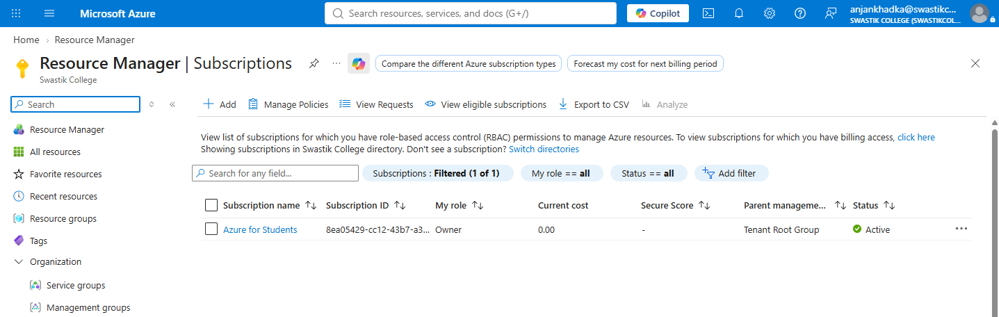 Microsoft Azure
Search resources, services, and docs (G+/)
Copilot
anjankhadka@swastikc...
SWASTIK COLLEGE (SWASTIKCOL...
Home > Resource Manager
Resource Manager | Subscriptions
Swastik College
Compare the different Azure subscription types
Forecast my cost for next billing period
Search
Add Manage Policies View Requests View eligible subscriptions Export to CSV Analyze
Resource Manager
All resources
Favorite resources
Recent resources
Resource groups
Tags
Organization
Service groups
Management groups
View list of subscriptions for which you have role-based access control (RBAC) permissions to manage Azure resources. To view subscriptions for which you have billing access, click here
Showing subscriptions in Swastik College directory. Don't see a subscription? Switch directories
Search for any field... Subscriptions : Filtered (1 of 1) My role == all Status == all Add filter
Subscription name Subscription ID My role Current cost Secure Score Parent manageme... Status
Azure for Students 8ea05429-cc12-43b7-a3... Owner 0.00 - Tenant Root Group Active